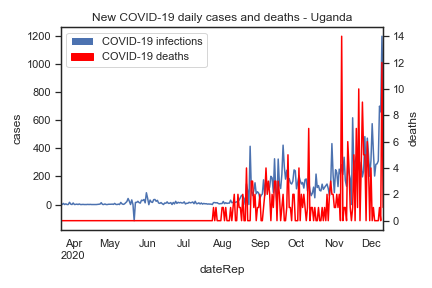 New COVID-19 daily cases and deaths - Uganda
COVID-19 infections
COVID-19 deaths
1200
1000
800
600
400
200
0
cases
14
12
10
8
6
4
2
0
deaths
Apr May Jun Jul Aug Sep Oct Nov Dec
2020
dateRep